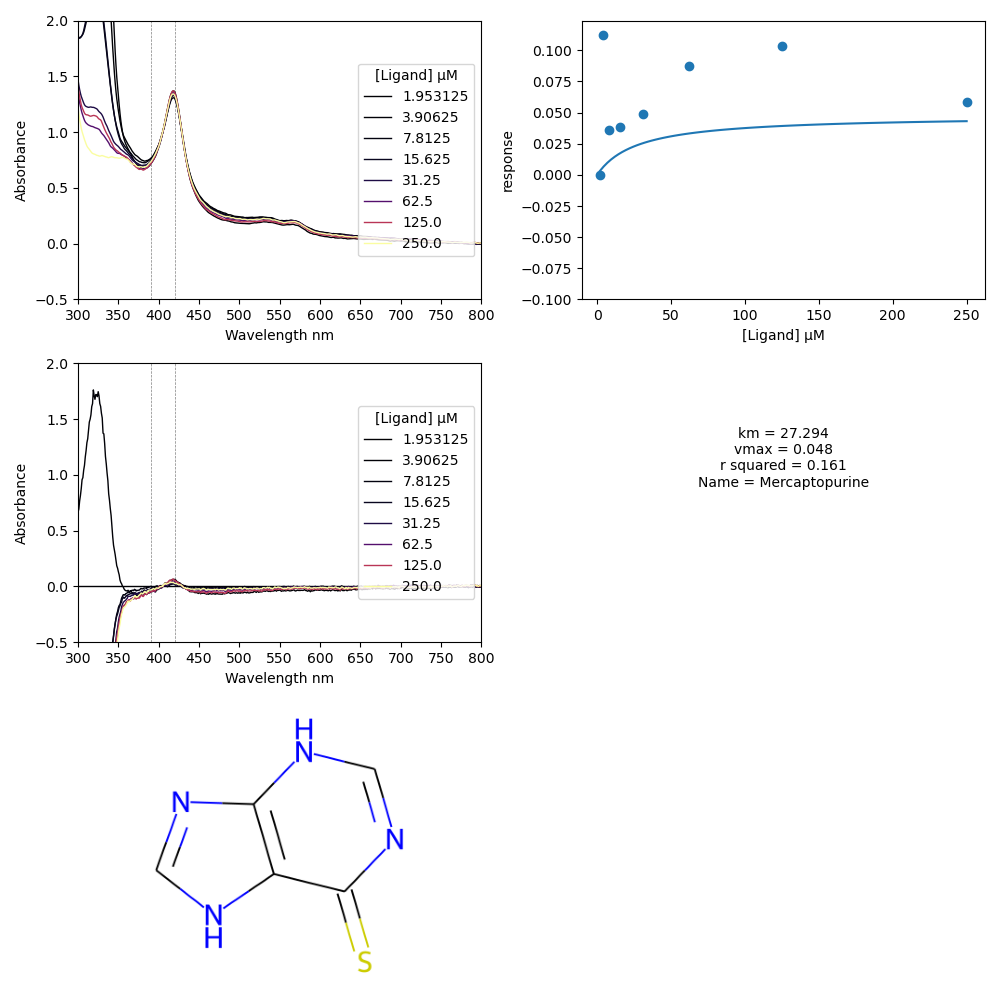 2.0
1.5
1.0
0.5
0.0
−0.5
Absorbance
300 350 400 450 500 550 600 650 700 750 800
Wavelength nm
[Ligand] µM
1.953125
3.90625
7.8125
15.625
31.25
62.5
125.0
250.0
0.100
0.075
0.050
0.025
0.000
−0.025
−0.050
−0.075
−0.100
response
0 50 100 150 200 250
[Ligand] µM
2.0
1.5
1.0
0.5
0.0
−0.5
Absorbance
300 350 400 450 500 550 600 650 700 750 800
Wavelength nm
[Ligand] µM
1.953125
3.90625
7.8125
15.625
31.25
62.5
125.0
250.0
km = 27.294
vmax = 0.048
r squared = 0.161
Name = Mercaptopurine
H
N
N
N
N
H
S